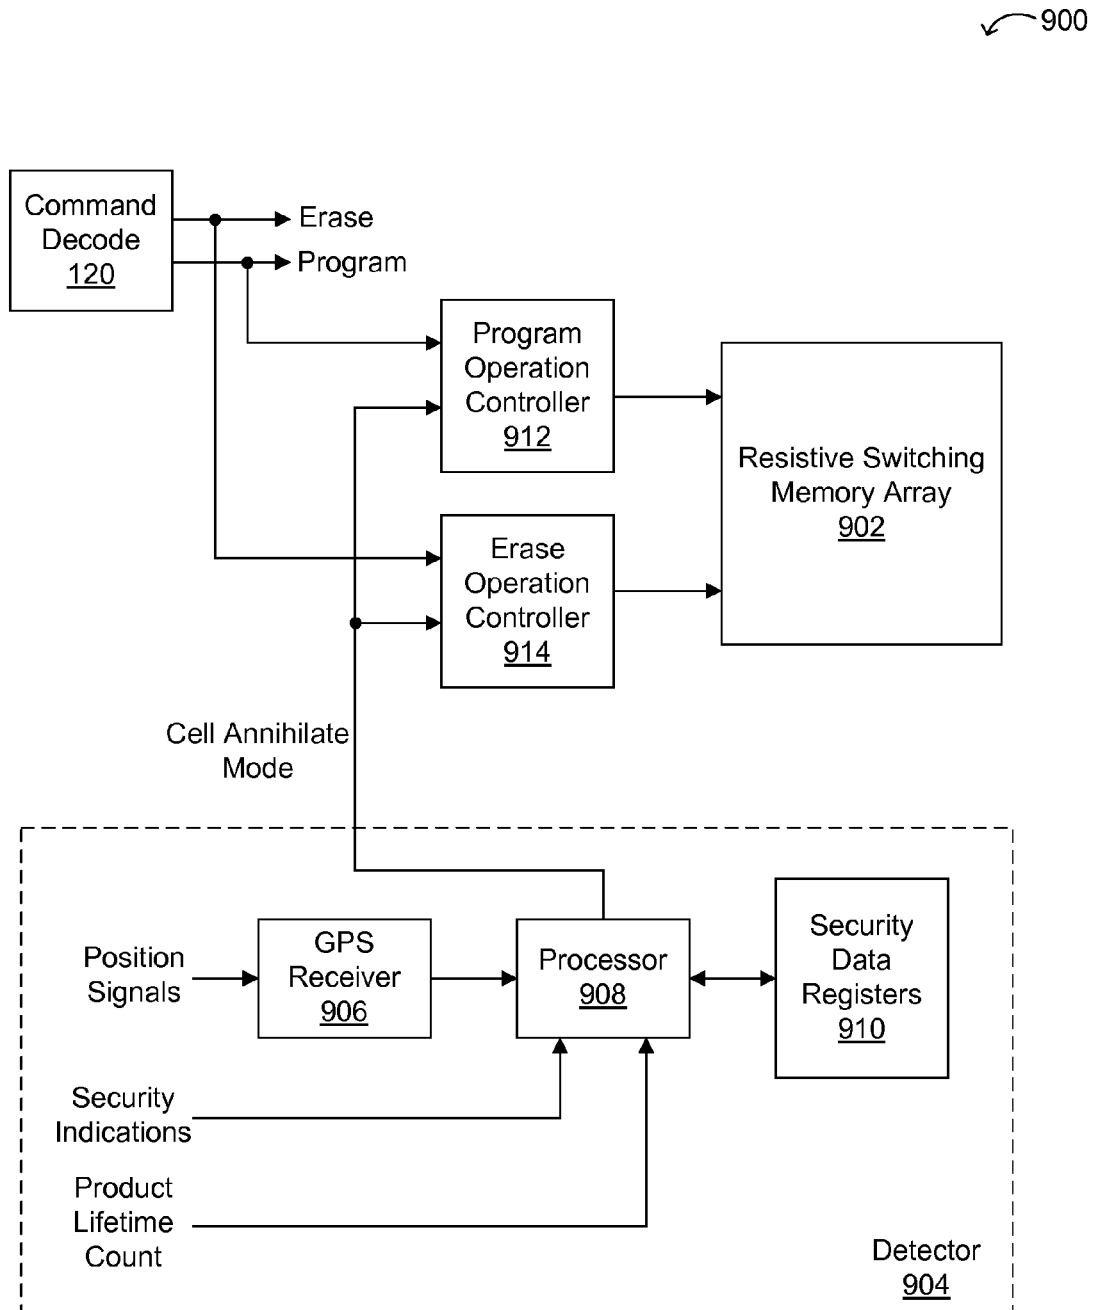 900
Command
Decode
120
Erase
Program
Program
Operation
Controller
912
Resistive Switching
Memory Array
902
Erase
Operation
Controller
914
Cell Annihilate
Mode
Position
Signals
GPS
Receiver
906
Processor
908
Security
Data
Registers
910
Security
Indications
Product
Lifetime
Count
Detector
904